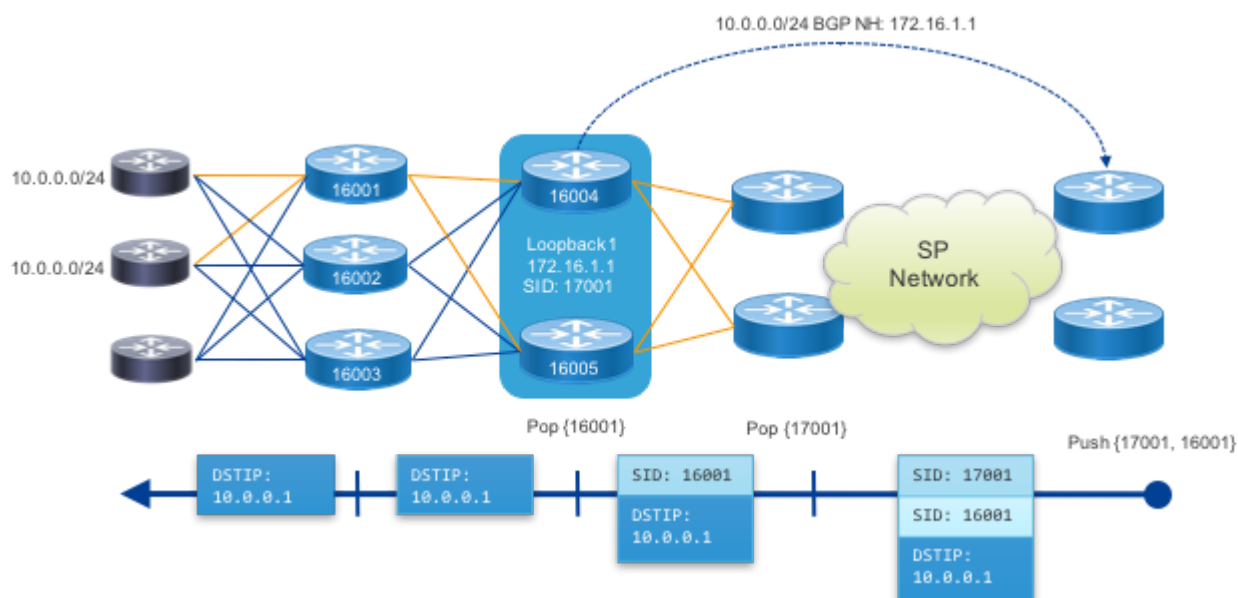 10.0.0.0/24 BGP NH: 172.16.1.1
10.0.0.0/24
16001
16004
10.0.0.0/24
16002
Loopback1
172.16.1.1
SID: 17001
SP
Network
16003
16005
Pop {16001}
Pop {17001}
Push {17001, 16001}
DSTIP:
10.0.0.1
DSTIP:
10.0.0.1
SID: 16001
DSTIP:
10.0.0.1
SID: 17001
SID: 16001
DSTIP:
10.0.0.1